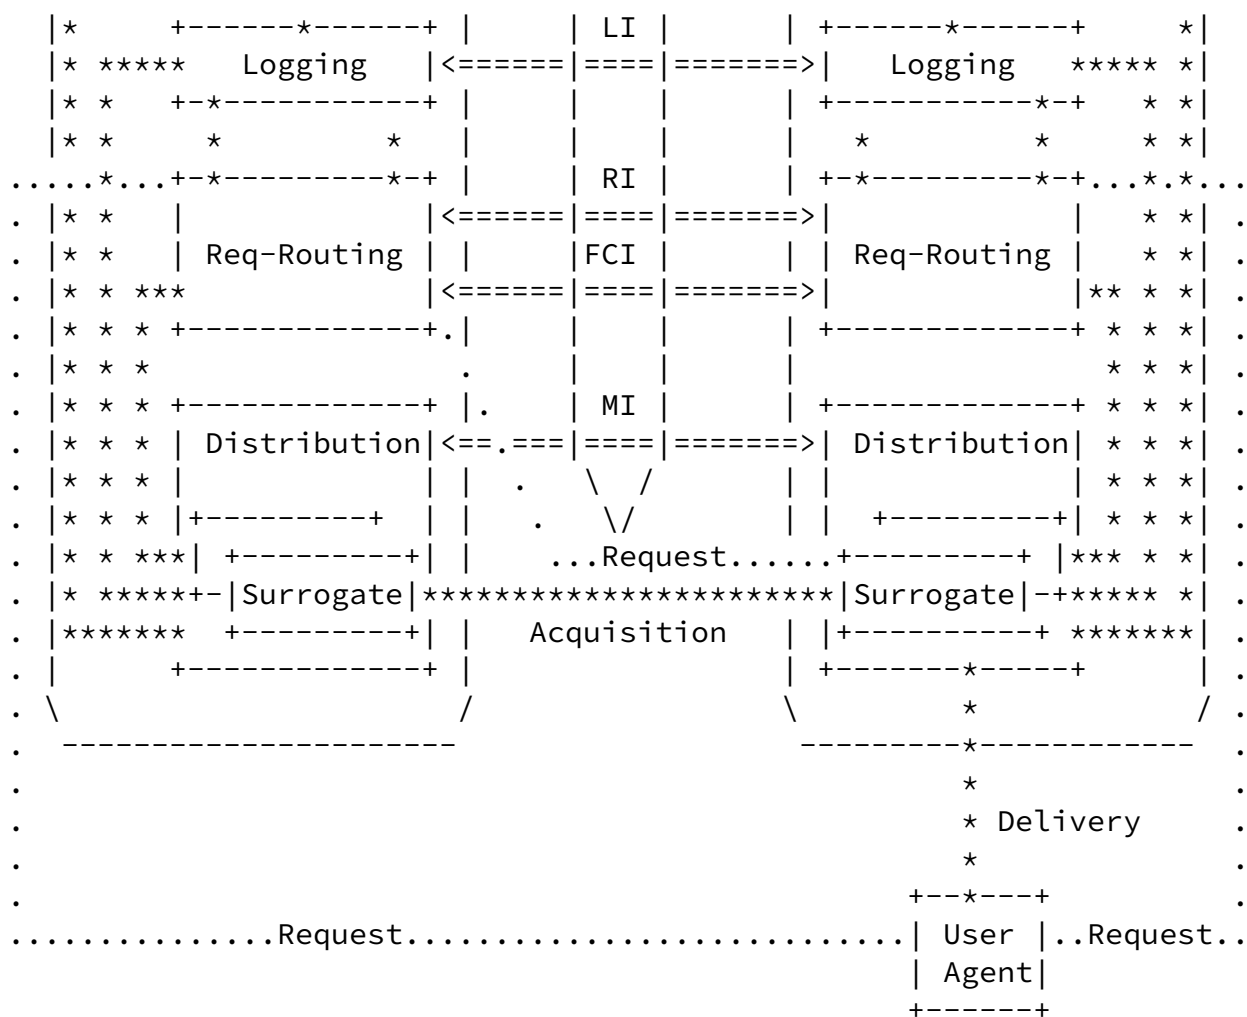 LI
Logging Logging
RI
Req-Routing FCI Req-Routing
MI
Distribution Distribution
Request
Surrogate Surrogate
Acquisition
Delivery
Request User Request
Agent